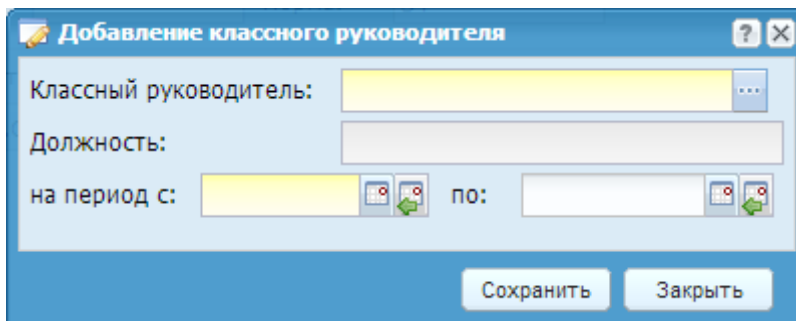 Добавление классного руководителя
Классный руководитель:
Должность:
на период с: по:
Сохранить Закрыть